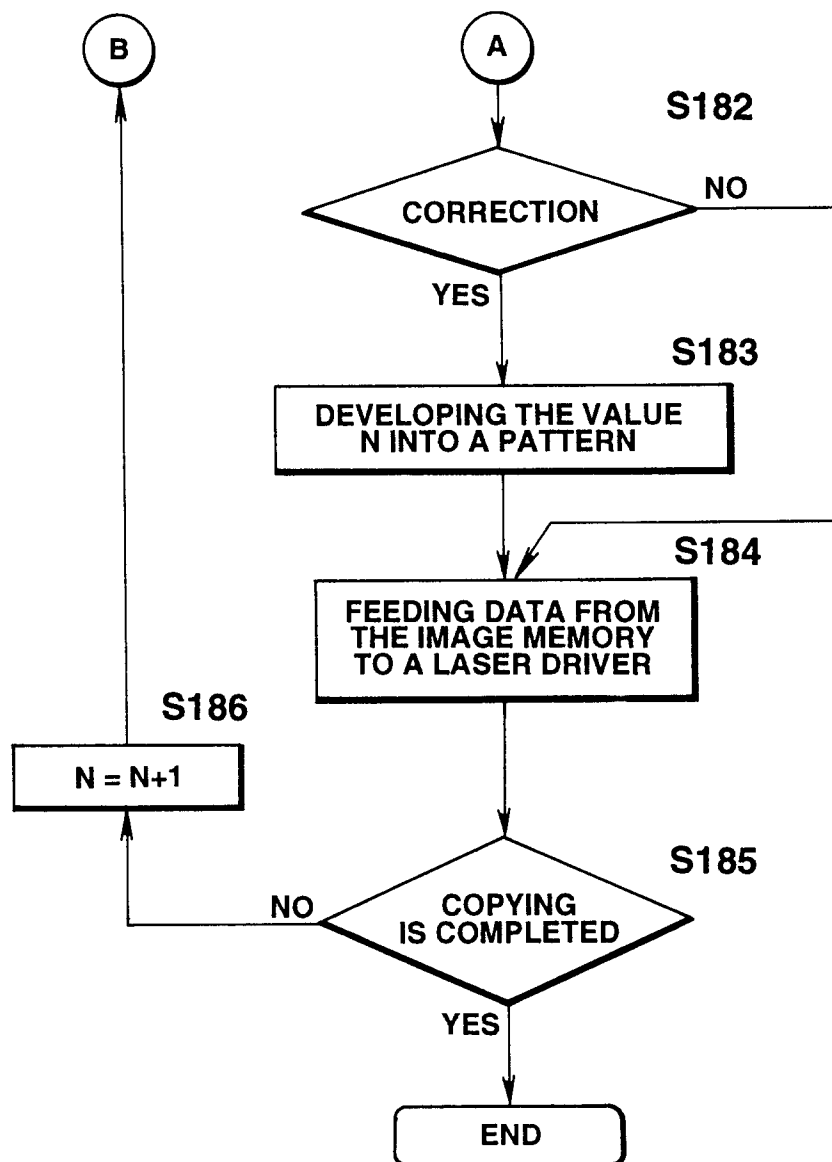 B
A
S182
CORRECTION
NO
YES
S183
DEVELOPING THE VALUE
N INTO A PATTERN
S184
FEEDING DATA FROM
THE IMAGE MEMORY
TO A LASER DRIVER
S186
N = N+1
S185
COPYING
IS COMPLETED
NO
YES
END